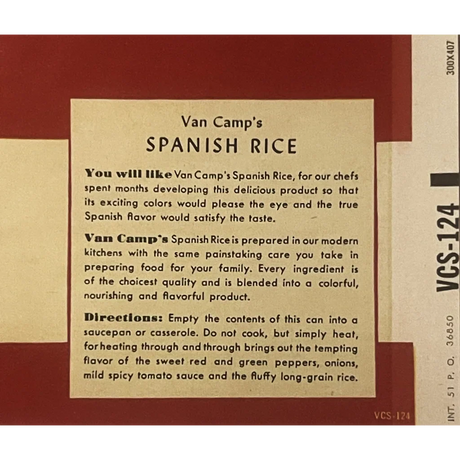 Van Camp's
SPANISH RICE
You will like Van Camp's Spanish Rice, for our chefs
spent months developing this delicious product so that
its exciting colors would please the eye and the true
Spanish flavor would satisfy the taste.
Van Camp's Spanish Rice is prepared in our modern
kitchens with the same painstaking care you take in
preparing food for your family. Every ingredient is
of the choicest quality and is blended into a colorful,
nourishing and flavorful product.
Directions: Empty the contents of this can into a
saucepan or casserole. Do not cook, but simply heat,
for heating through and through brings out the tempting
flavor of the sweet red and green peppers, onions,
mild spicy tomato sauce and the fluffy long-grain rice.
VCS-124
300X407
VCS-124
INT. 51 P. O. 36850